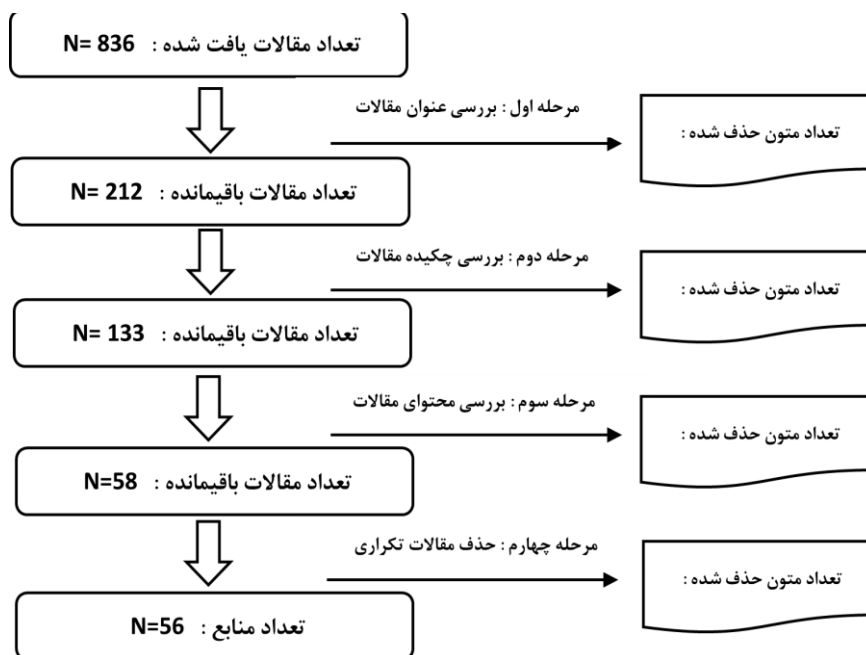 تعداد مقالات یافت شده : N= 836
مرحله اول : بررسی عنوان مقالات
تعداد متون حذف شده :
تعداد مقالات باقیمانده : N= 212
مرحله دوم : بررسی چکیده مقالات
تعداد متون حذف شده :
تعداد مقالات باقیمانده : N= 133
مرحله سوم : بررسی محتوای مقالات
تعداد متون حذف شده :
تعداد مقالات باقیمانده : N=58
مرحله چهارم : حذف مقالات تکراری
تعداد متون حذف شده :
تعداد منابع : N=56